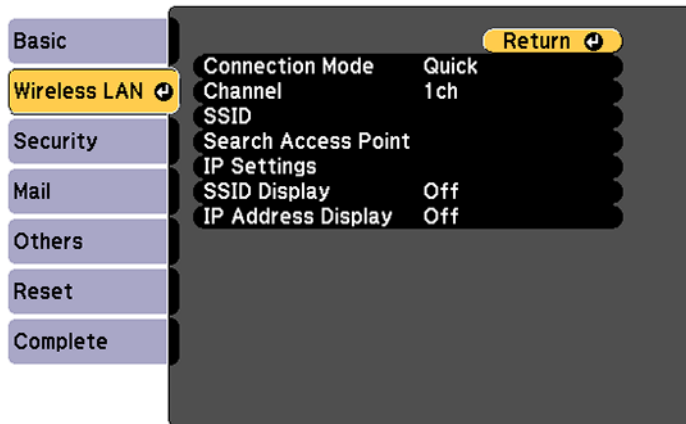 Basic
Wireless LAN
Security
Mail
Others
Reset
Complete
Return
Connection Mode Quick
Channel 1ch
SSID
Search Access Point
IP Settings
SSID Display Off
IP Address Display Off